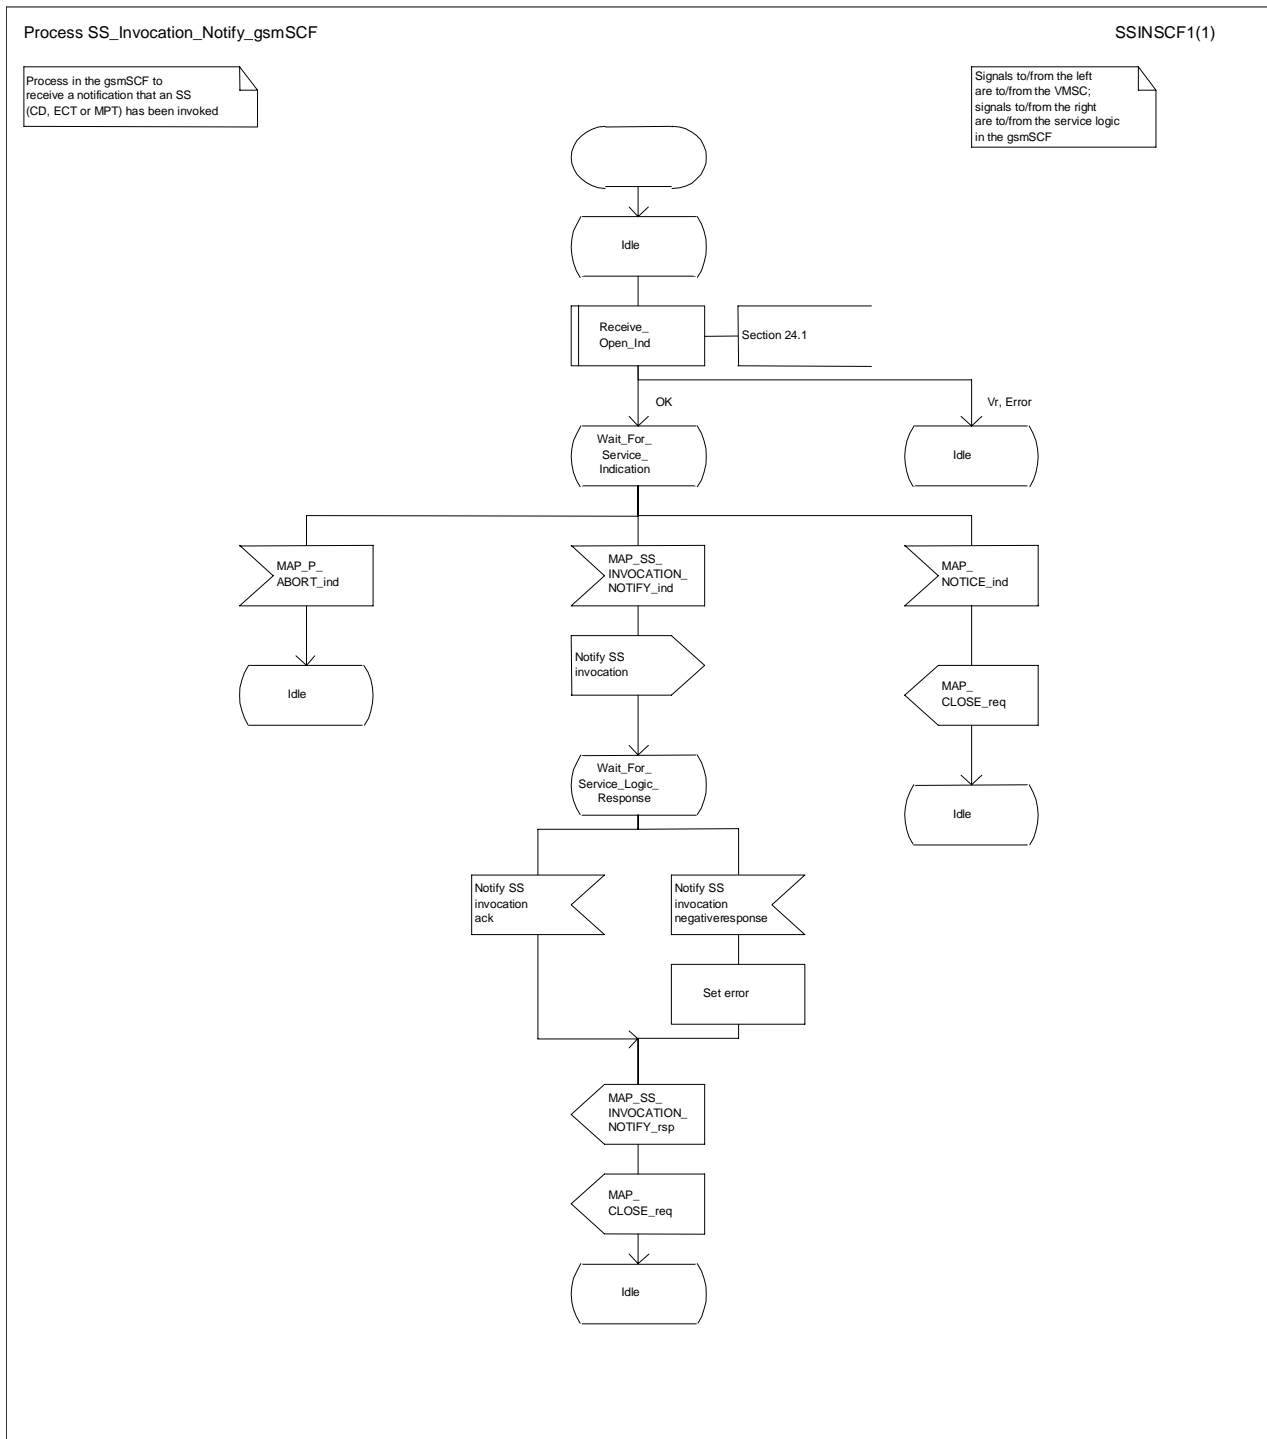 Process SS_Invocation_Notify_gsmSCF
SSINSCF1(1)
Process in the gsmSCF to
receive a notification that an SS
(CD, ECT or MPT) has been invoked
Signals to/from the left
are to/from the VMSC;
signals to/from the right
are to/from the service logic
in the gsmSCF
Idle
Receive_
Open_Ind
Section 24.1
OK
Vr, Error
Wait_For_
Service_
Indication
Idle
MAP_P_
ABORT_ind
MAP_SS_
INVOCATION_
NOTIFY_ind
MAP_
NOTICE_ind
Notify SS
invocation
Idle
MAP_
CLOSE_req
Wait_For_
Service_Logic_
Response
Idle
Notify SS
invocation
ack
Notify SS
invocation
negativeresponse
Set error
MAP_SS_
INVOCATION_
NOTIFY_rsp
MAP_
CLOSE_req
Idle